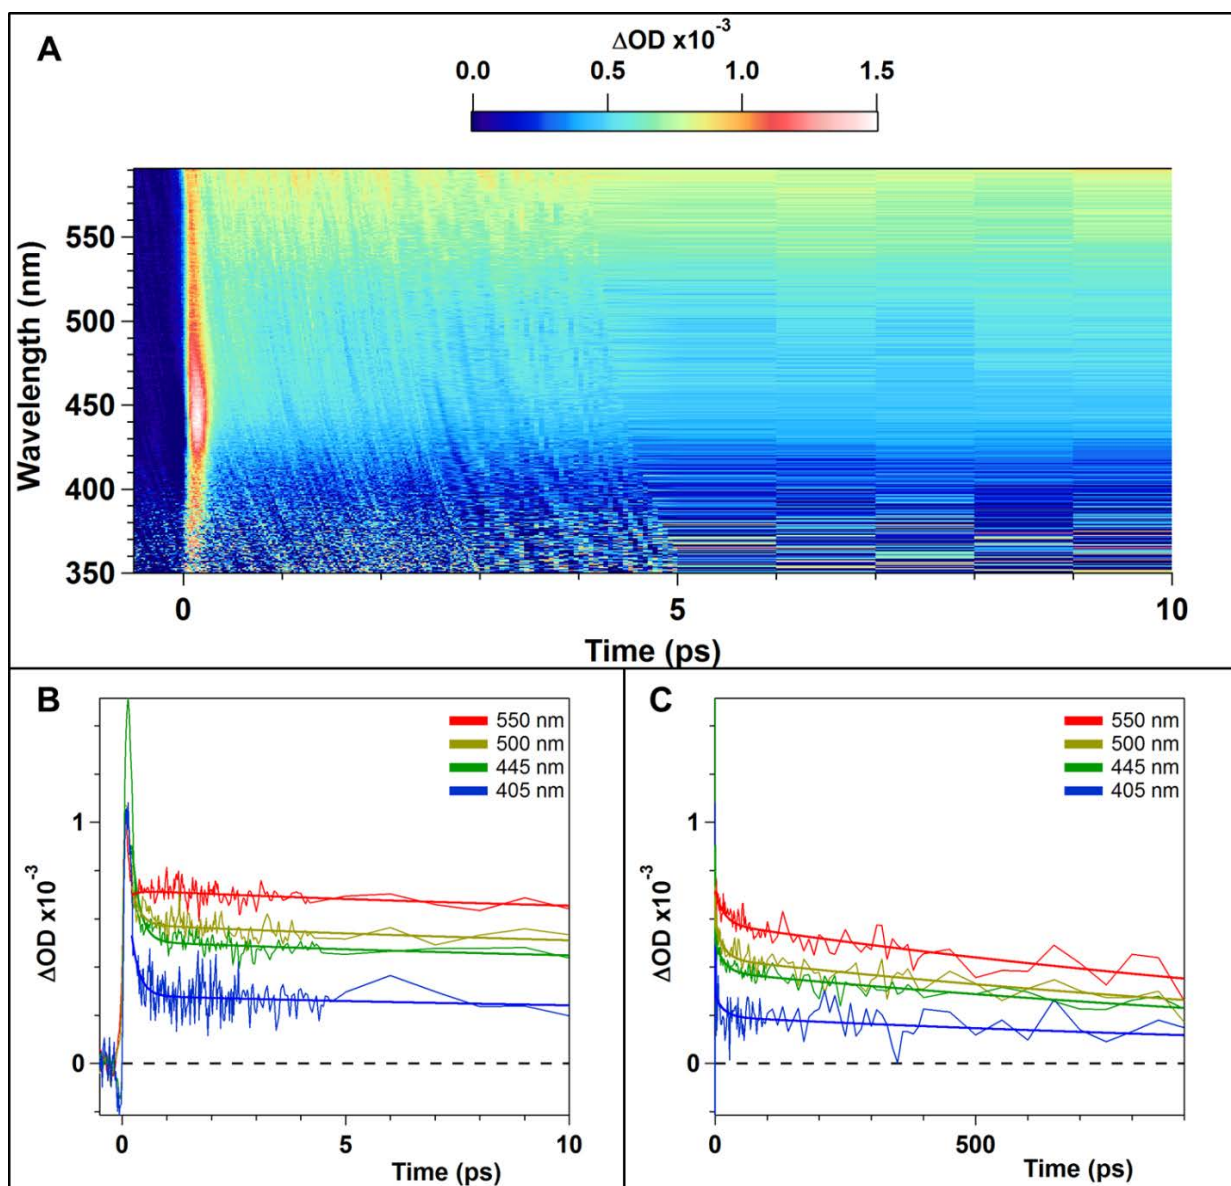 A
ΔOD x10⁻³
0.0 0.5 1.0 1.5
Wavelength (nm)
550
500
450
400
350
0 5 10
Time (ps)
B
550 nm
500 nm
445 nm
405 nm
ΔOD x10⁻³
1
0
0 5 10
Time (ps)
C
550 nm
500 nm
445 nm
405 nm
ΔOD x10⁻³
1
0
0 500
Time (ps)